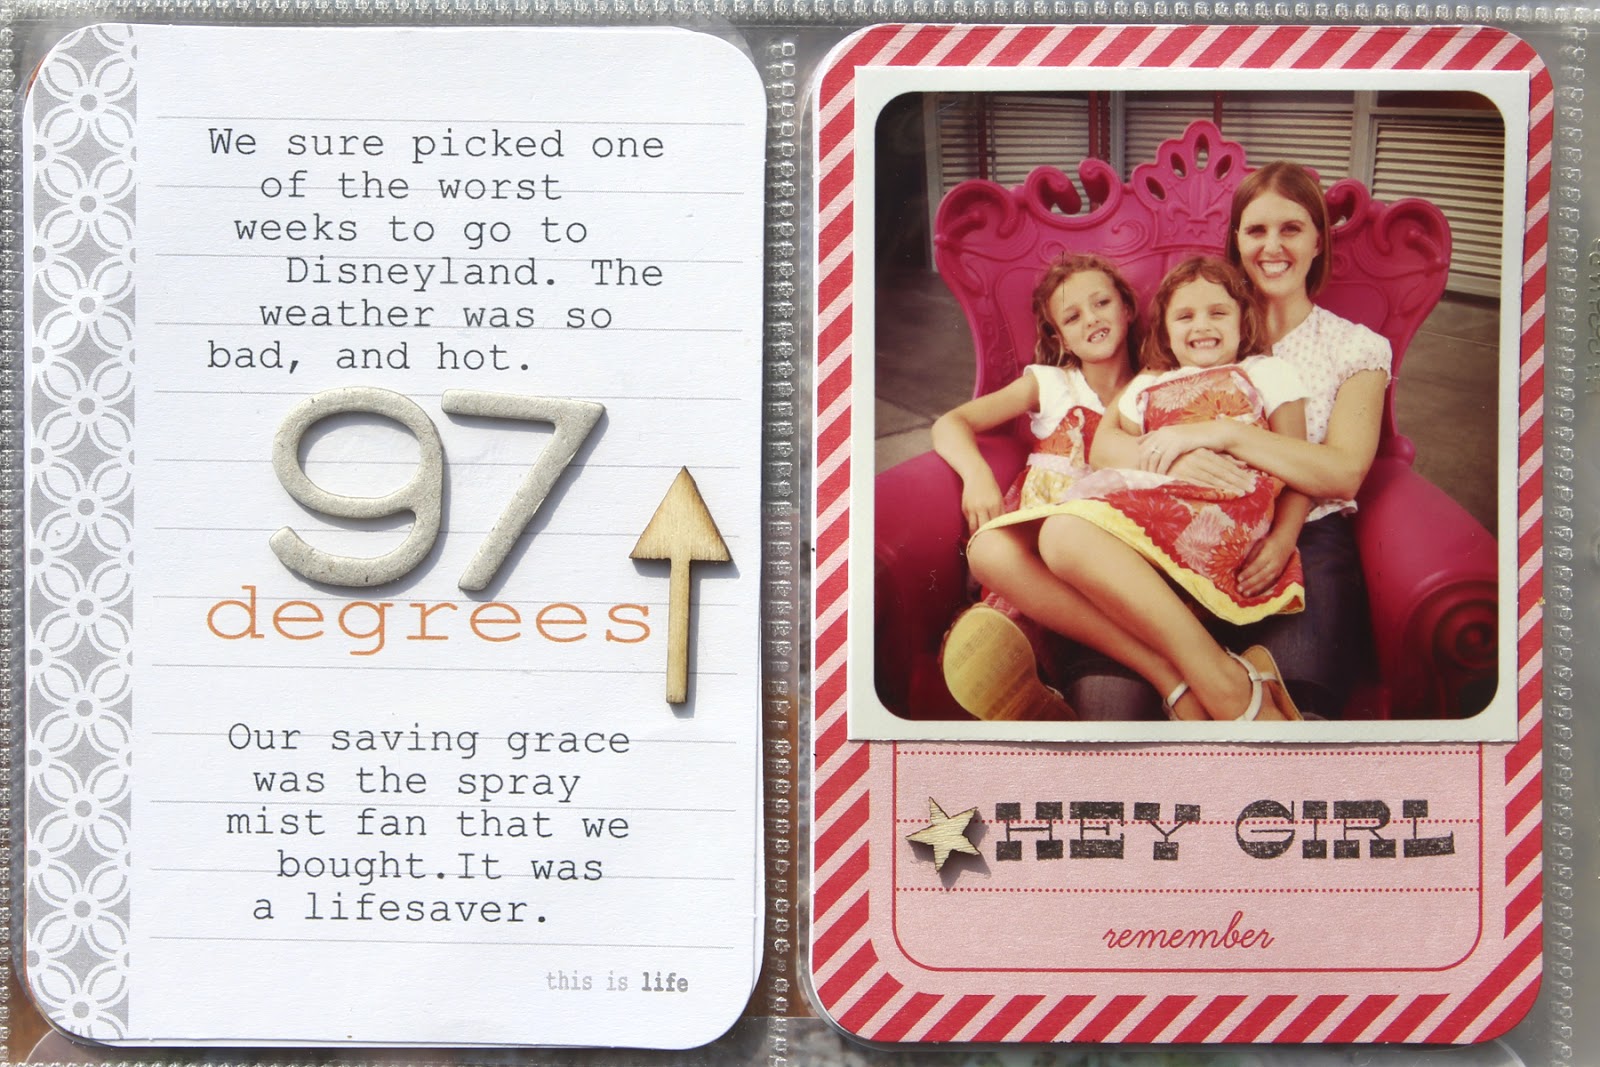 We sure picked one
of the worst
weeks to go to
Disneyland. The
weather was so
bad, and hot.
97
degrees
Our saving grace
was the spray
mist fan that we
bought.It was
a lifesaver.
this is life
HEY GIRL
remember